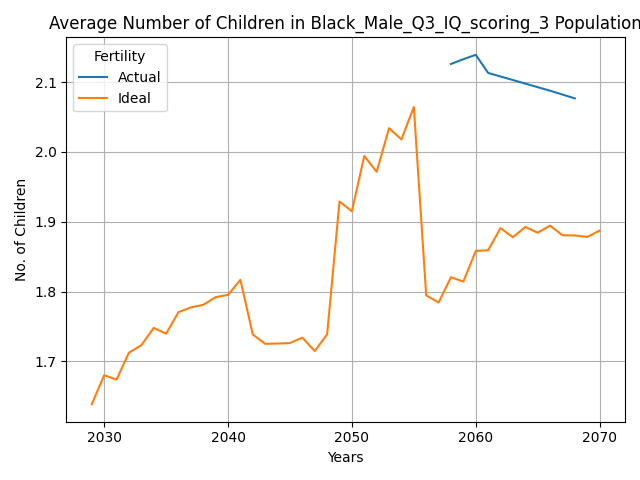 Average Number of Children in Black_Male_Q3_IQ_scoring_3 Population
Fertility
Actual
Ideal
No. of Children
2.1
2.0
1.9
1.8
1.7
2030 2040 2050 2060 2070
Years